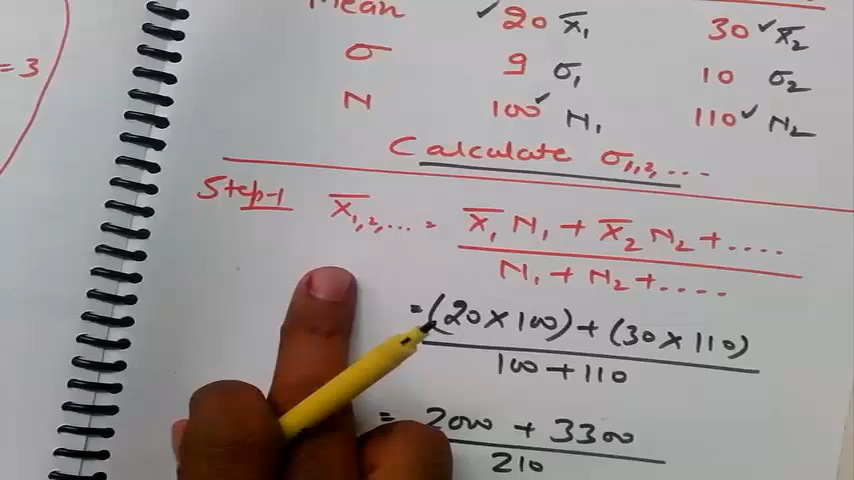 Mean ✓20 x̄₁ 30 ✓x̄₂
σ 9 σ₁ 10 σ₂
= 3
N 100✓ N₁ 110✓ N₂
Calculate σ₁,₂,...
Step-1 X̄₁,₂,... = X̄₁ N₁ + X̄₂ N₂ + ....
N₁ + N₂ + ....
= (20 × 100) + (30 × 110)
100 + 110
= 2000 + 3300
210